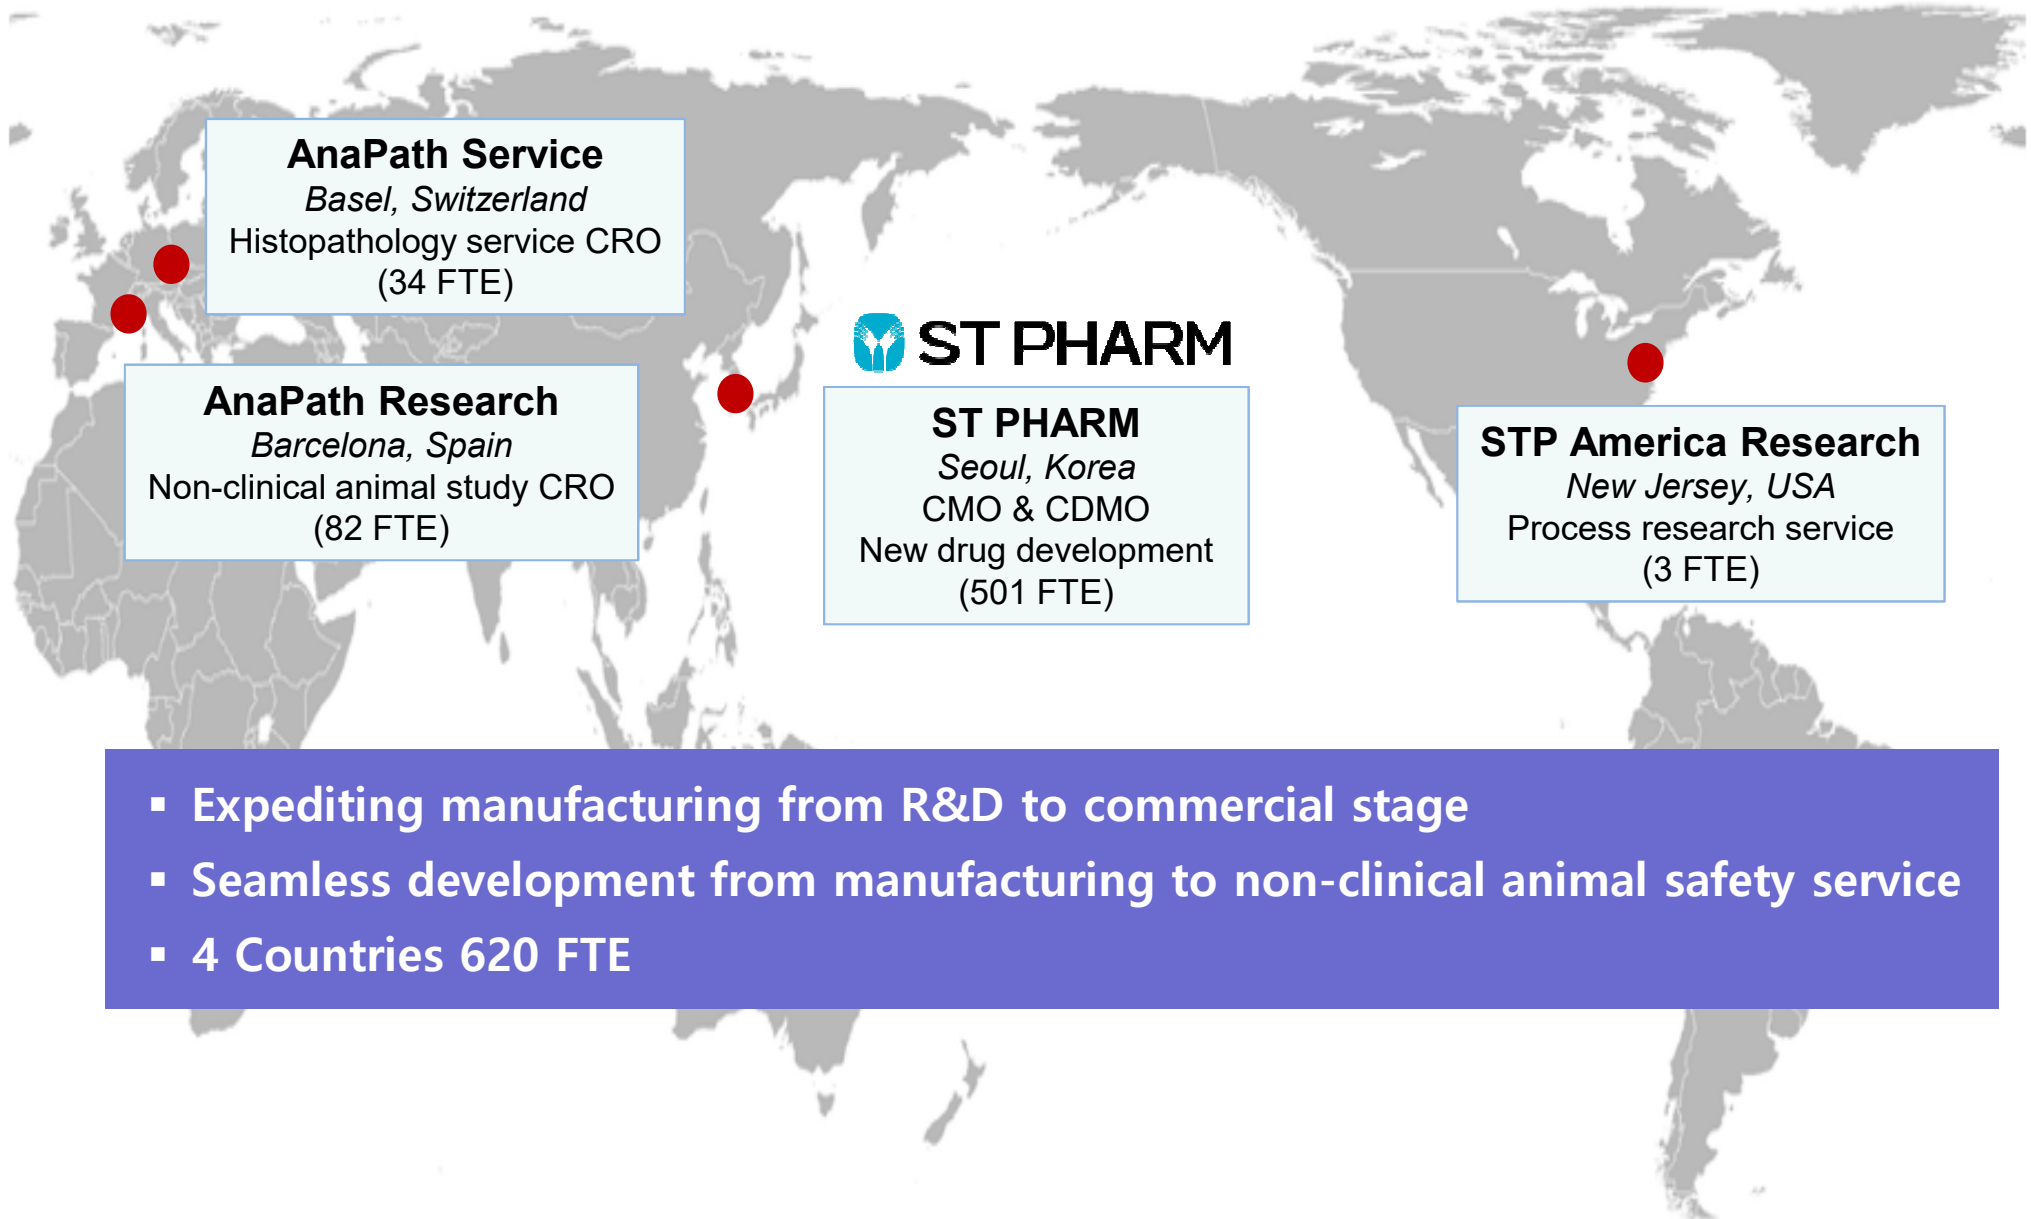 AnaPath Service
Basel, Switzerland
Histopathology service CRO
(34 FTE)
AnaPath Research
Barcelona, Spain
Non-clinical animal study CRO
(82 FTE)
ST PHARM
ST PHARM
Seoul, Korea
CMO & CDMO
New drug development
(501 FTE)
STP America Research
New Jersey, USA
Process research service
(3 FTE)
▪ Expediting manufacturing from R&D to commercial stage
▪ Seamless development from manufacturing to non-clinical animal safety service
▪ 4 Countries 620 FTE